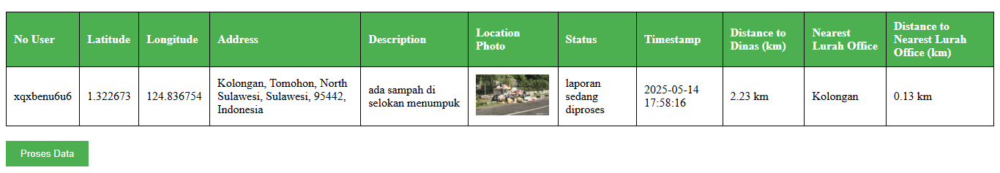 No User
Latitude
Longitude
Address
Description
Location
Photo
Status
Timestamp
Distance to
Dinas (km)
Nearest
Lurah Office
Distance to
Nearest Lurah
Office (km)
xqxbenu6u6
1.322673
124.836754
Kolongan, Tomohon, North
Sulawesi, Sulawesi, 95442,
Indonesia
ada sampah di
selokan menumpuk
laporan
sedang
diproses
2025-05-14
17:58:16
2.23 km
Kolongan
0.13 km
Proses Data